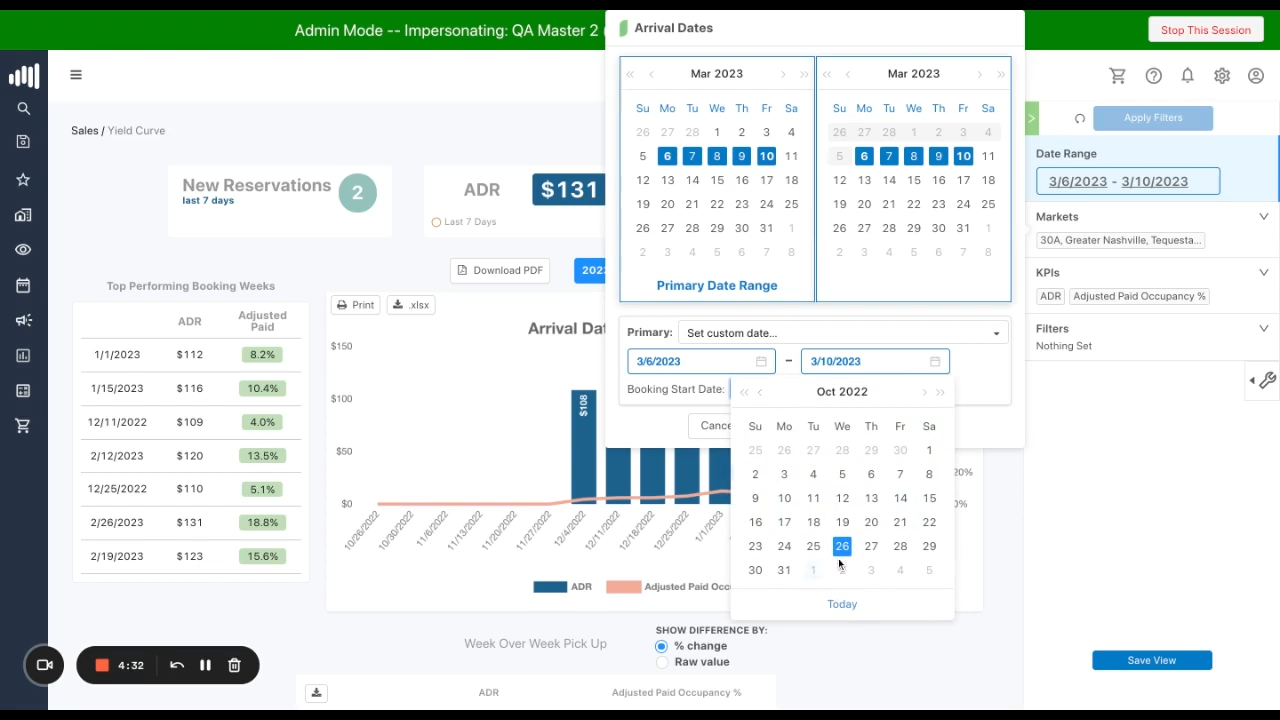 Admin Mode -- Impersonating: QA Master 2
Stop This Session
Sales / Yield Curve
New Reservations
last 7 days
2
ADR
$131
Last 7 Days
Download PDF
Top Performing Booking Weeks
ADR
Adjusted
Paid
1/1/2023 $112 8.2%
1/15/2023 $116 10.4%
12/11/2022 $109 4.0%
2/12/2023 $120 13.5%
12/25/2022 $110 5.1%
2/26/2023 $131 18.8%
2/19/2023 $123 15.6%
Print
.xlsx
Arrival Da
$150
$100
$50
$0
$108
20%
0%
10/26/2022
10/30/2022
11/6/2022
11/13/2022
11/20/2022
11/27/2022
12/4/2022
12/11/2022
12/18/2022
12/25/2022
1/1/2023
ADR
Adjusted Paid Occ
Week Over Week Pick Up
SHOW DIFFERENCE BY:
% change
Raw value
ADR
Adjusted Paid Occupancy %
4:32
Arrival Dates
Mar 2023
Su Mo Tu We Th Fr Sa
26 27 28 1 2 3 4
5 6 7 8 9 10 11
12 13 14 15 16 17 18
19 20 21 22 23 24 25
26 27 28 29 30 31 1
2 3 4 5 6 7 8
Primary Date Range
Mar 2023
Su Mo Tu We Th Fr Sa
26 27 28 1 2 3 4
5 6 7 8 9 10 11
12 13 14 15 16 17 18
19 20 21 22 23 24 25
26 27 28 29 30 31 1
2 3 4 5 6 7 8
Primary:
Set custom date...
3/6/2023
–
3/10/2023
Booking Start Date:
Oct 2022
Su Mo Tu We Th Fr Sa
25 26 27 28 29 30 1
2 3 4 5 6 7 8
9 10 11 12 13 14 15
16 17 18 19 20 21 22
23 24 25 26 27 28 29
30 31 1 2 3 4 5
Today
Apply Filters
Date Range
3/6/2023 - 3/10/2023
Markets
30A, Greater Nashville, Tequesta...
KPIs
ADR
Adjusted Paid Occupancy %
Filters
Nothing Set
Save View